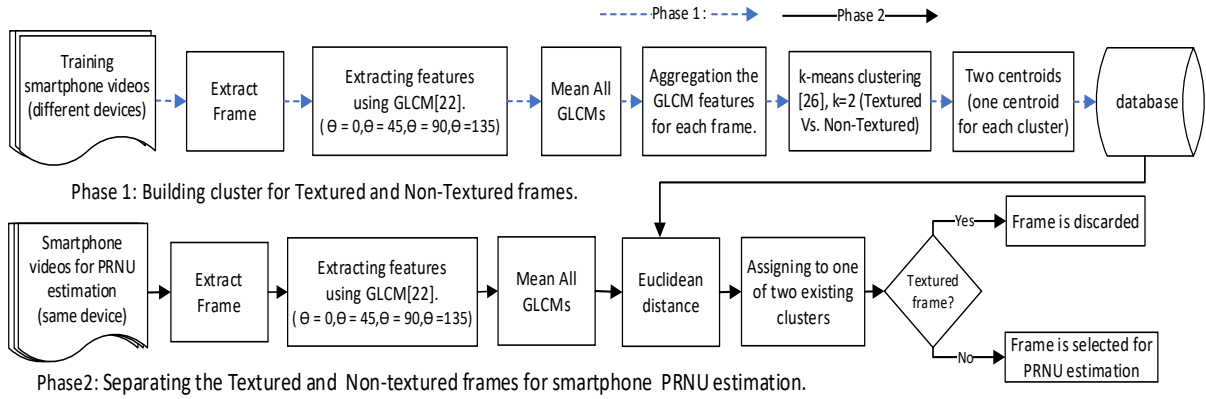 Phase 1:
Phase 2
Training
smartphone videos
(different devices)
Extract
Frame
Extracting features
using GLCM[22].
( Θ = 0,Θ = 45,Θ = 90,Θ =135)
Mean All
GLCMs
Aggregation the
GLCM features
for each frame.
k-means clustering
[26], k=2 (Textured
Vs. Non-Textured)
Two centroids
(one centroid
for each cluster)
database
Phase 1: Building cluster for Textured and Non-Textured frames.
Smartphone
videos for PRNU
estimation
(same device)
Extract
Frame
Extracting features
using GLCM[22].
( Θ = 0,Θ = 45,Θ = 90,Θ =135)
Mean All
GLCMs
Euclidean
distance
Assigning to one
of two existing
clusters
Textured
frame?
Yes
Frame is discarded
No
Frame is selected for
PRNU estimation
Phase2: Separating the Textured and Non-textured frames for smartphone PRNU estimation.